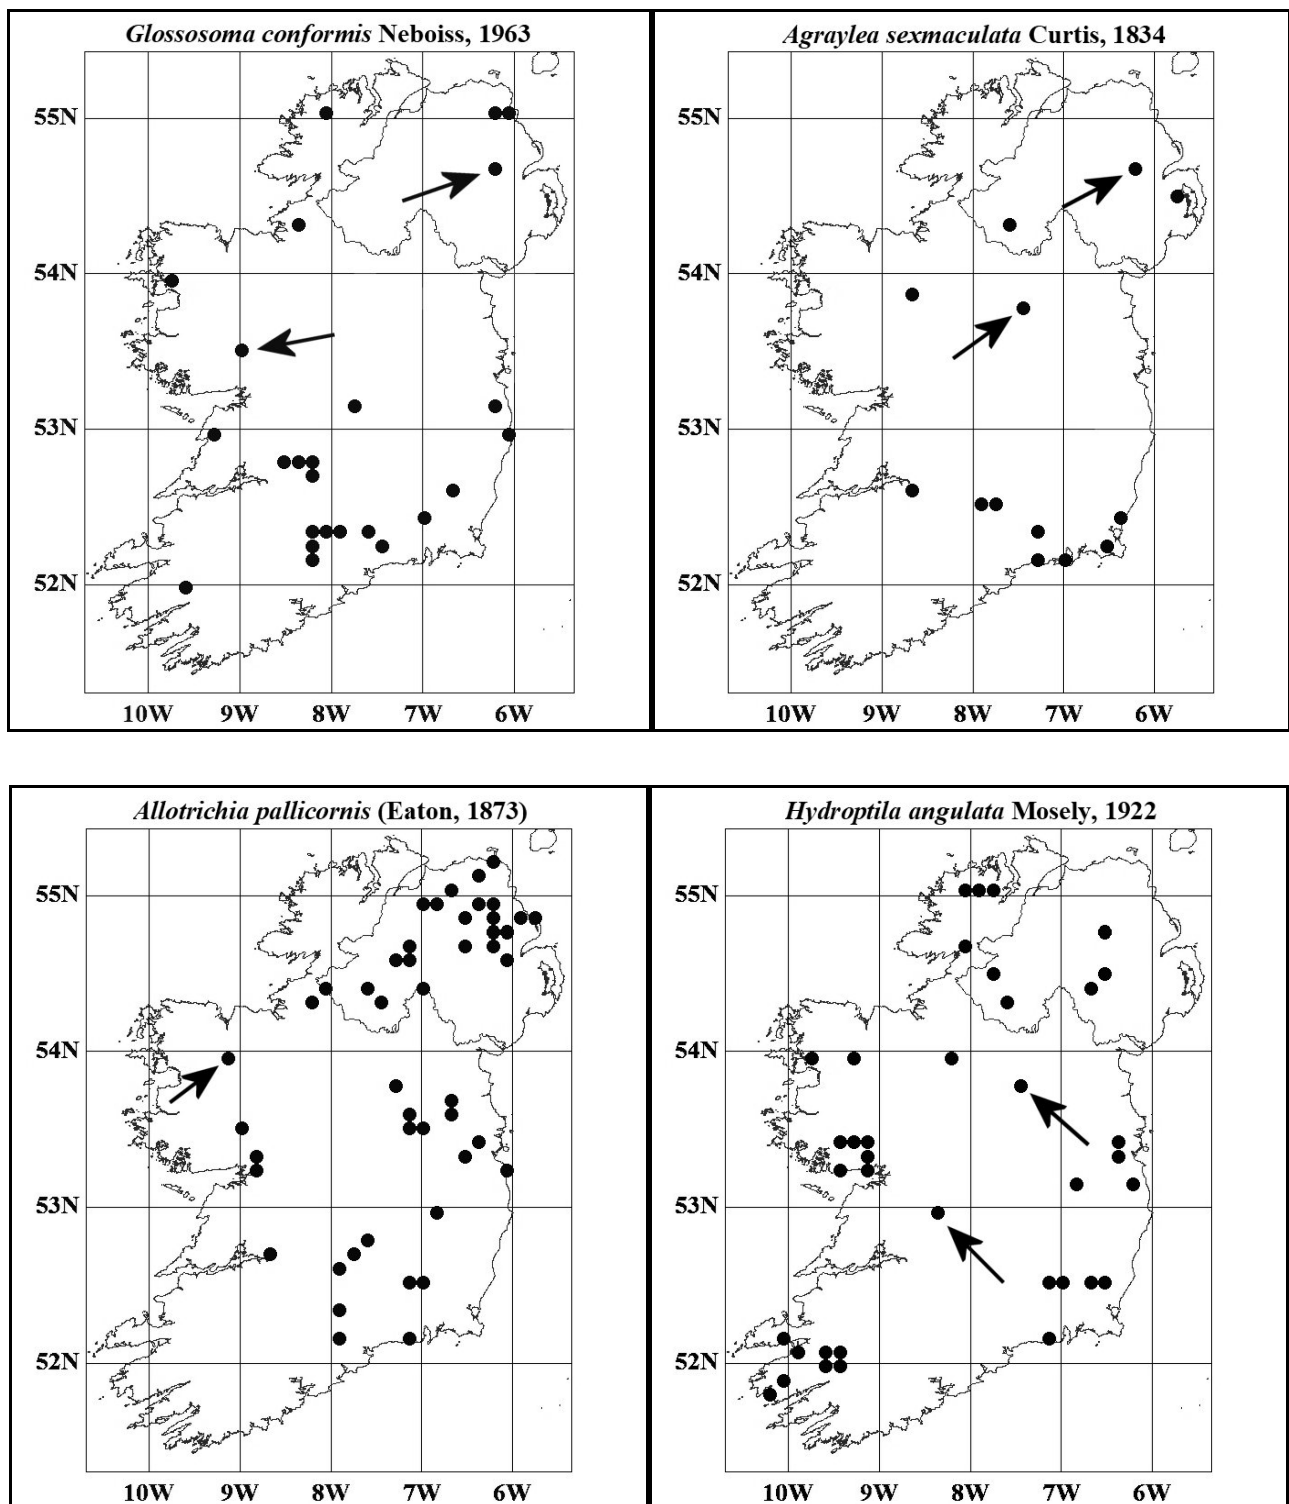 Glossosoma conformis Neboiss, 1963
55N
54N
53N
52N
10W 9W 8W 7W 6W
Agraylea sexmaculata Curtis, 1834
55N
54N
53N
52N
10W 9W 8W 7W 6W
Allotrichia pallicornis (Eaton, 1873)
55N
54N
53N
52N
10W 9W 8W 7W 6W
Hydroptila angulata Mosely, 1922
55N
54N
53N
52N
10W 9W 8W 7W 6W